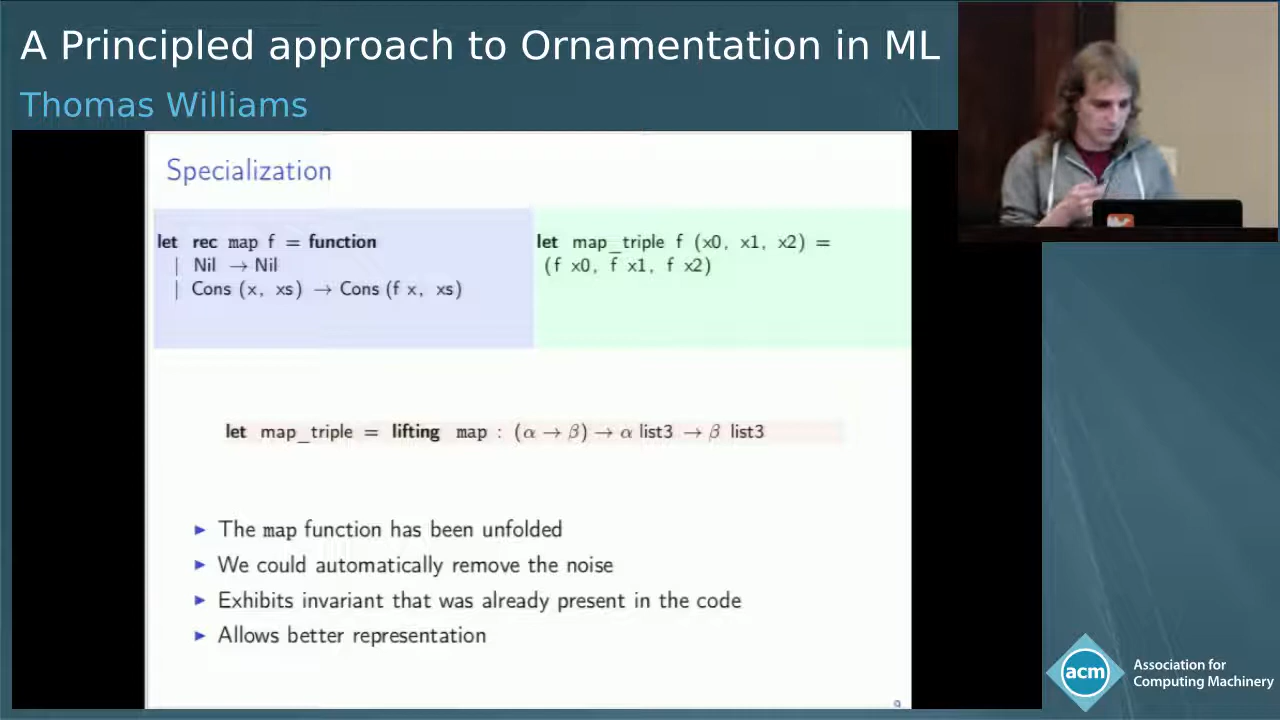 A Principled approach to Ornamentation in ML
Thomas Williams
Specialization
let rec map f = function
| Nil → Nil
| Cons (x, xs) → Cons (f x, xs)
let map_triple f (x0, x1, x2) =
(f x0, f x1, f x2)
let map_triple = lifting map : (α → β) → α list3 → β list3
▶ The map function has been unfolded
▶ We could automatically remove the noise
▶ Exhibits invariant that was already present in the code
▶ Allows better representation
9
acm
Association for
Computing Machinery